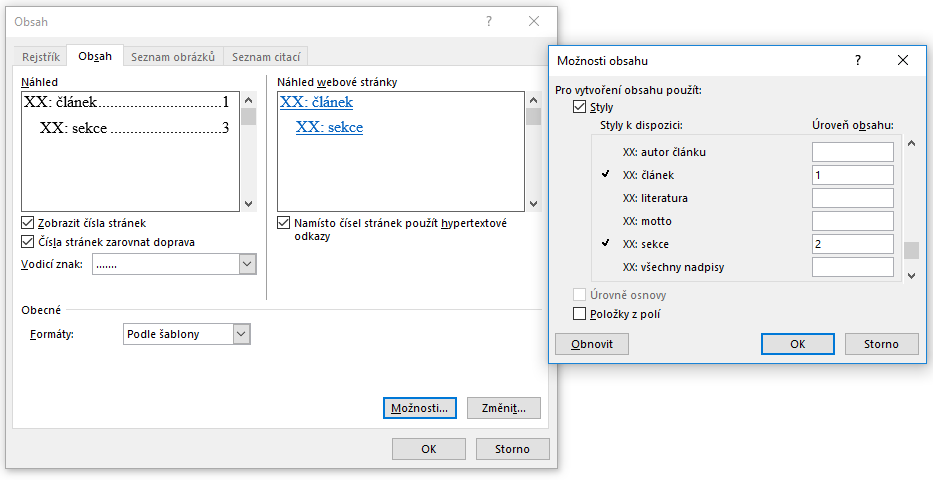 Obsah
?
Rejstřík
Obsah
Seznam obrázků
Seznam citací
Náhled
XX: článek.................................1
XX: sekce............................3
Zobrazit čísla stránek
Čísla stránek zarovnat doprava
Vodicí znak:
.......
Náhled webové stránky
XX: článek
XX: sekce
Namísto čísel stránek použít hypertextové
odkazy
Obecné
Formáty:
Podle šablony
Možnosti...
Změnit...
OK
Storno
Možnosti obsahu
?
Pro vytvoření obsahu použít:
Styly
Styly k dispozici:
Úroveň obsahu:
XX: autor článku
XX: článek
1
XX: literatura
XX: motto
XX: sekce
2
XX: všechny nadpisy
Úrovně osnovy
Položky z polí
Obnovit
OK
Storno